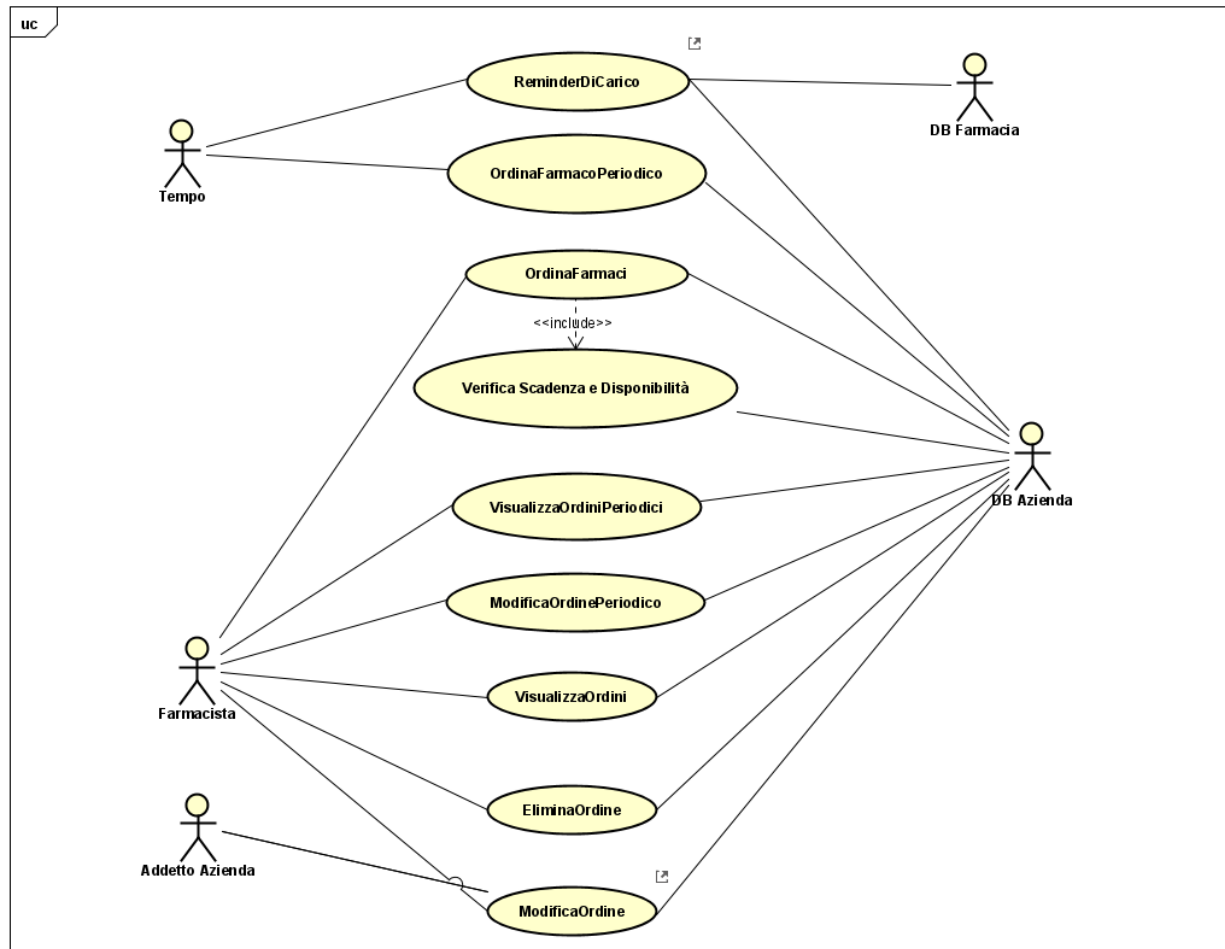 uc
ReminderDiCarico
DB Farmacia
Tempo
OrdinaFarmacoPeriodico
OrdinaFarmaci
<<include>>
Verifica Scadenza e Disponibilità
DB Azienda
VisualizzaOrdiniPeriodici
ModificaOrdinePeriodico
Farmacista
VisualizzaOrdini
EliminaOrdine
Addetto Azienda
ModificaOrdine